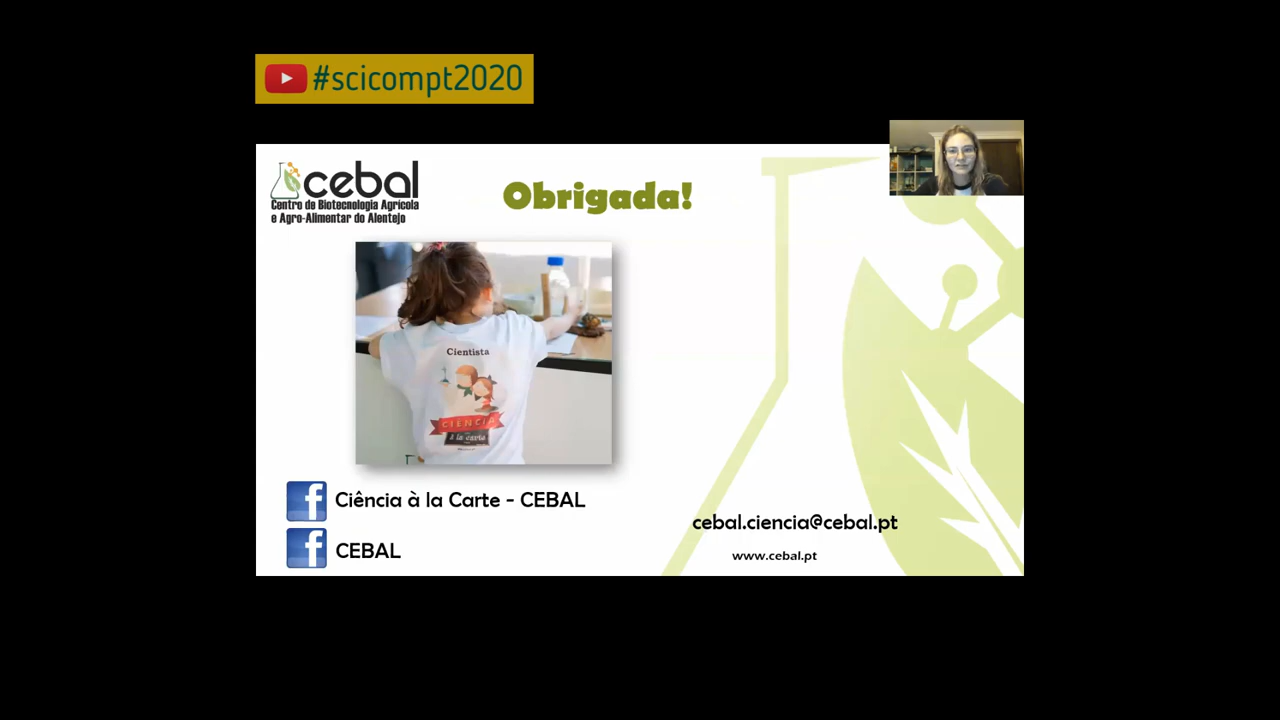 #scicompt2020
cebal
Centro de Biotecnologia Agrícola
e Agro-Alimentar do Alentejo
Obrigada!
Cientista
CIÊNCIA
à la carte
Ciência à la Carte - CEBAL
CEBAL
cebal.ciencia@cebal.pt
www.cebal.pt